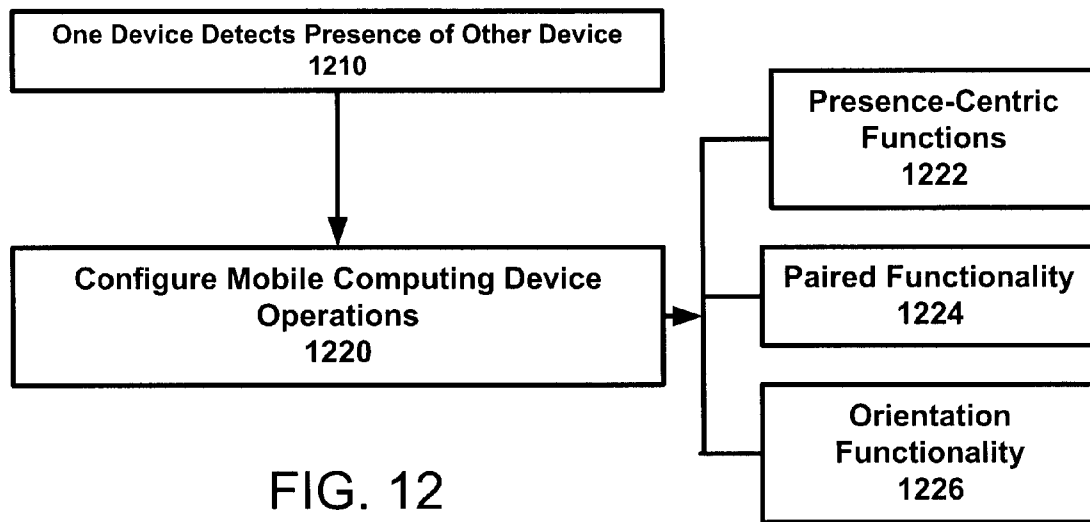 One Device Detects Presence of Other Device
1210
Configure Mobile Computing Device
Operations
1220
Presence-Centric
Functions
1222
Paired Functionality
1224
Orientation
Functionality
1226
FIG. 12